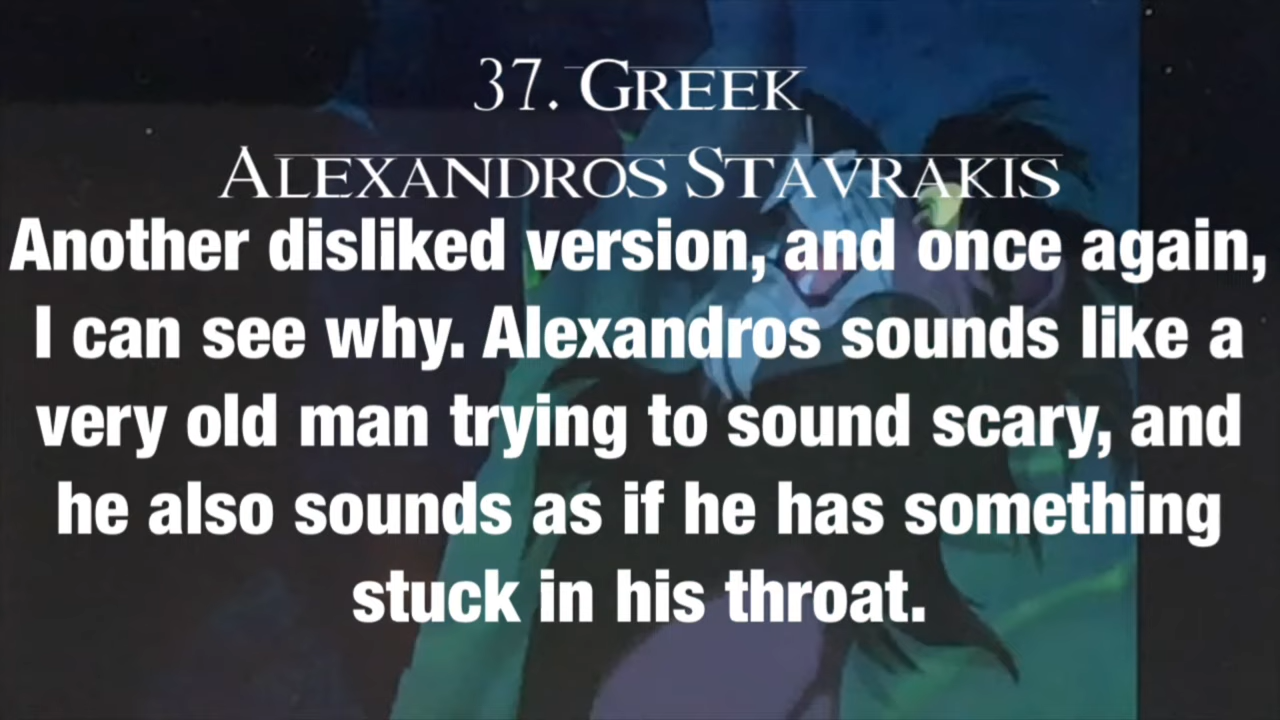 37. Greek
Alexandros Stavrakis
Another disliked version, and once again,
I can see why. Alexandros sounds like a
very old man trying to sound scary, and
he also sounds as if he has something
stuck in his throat.